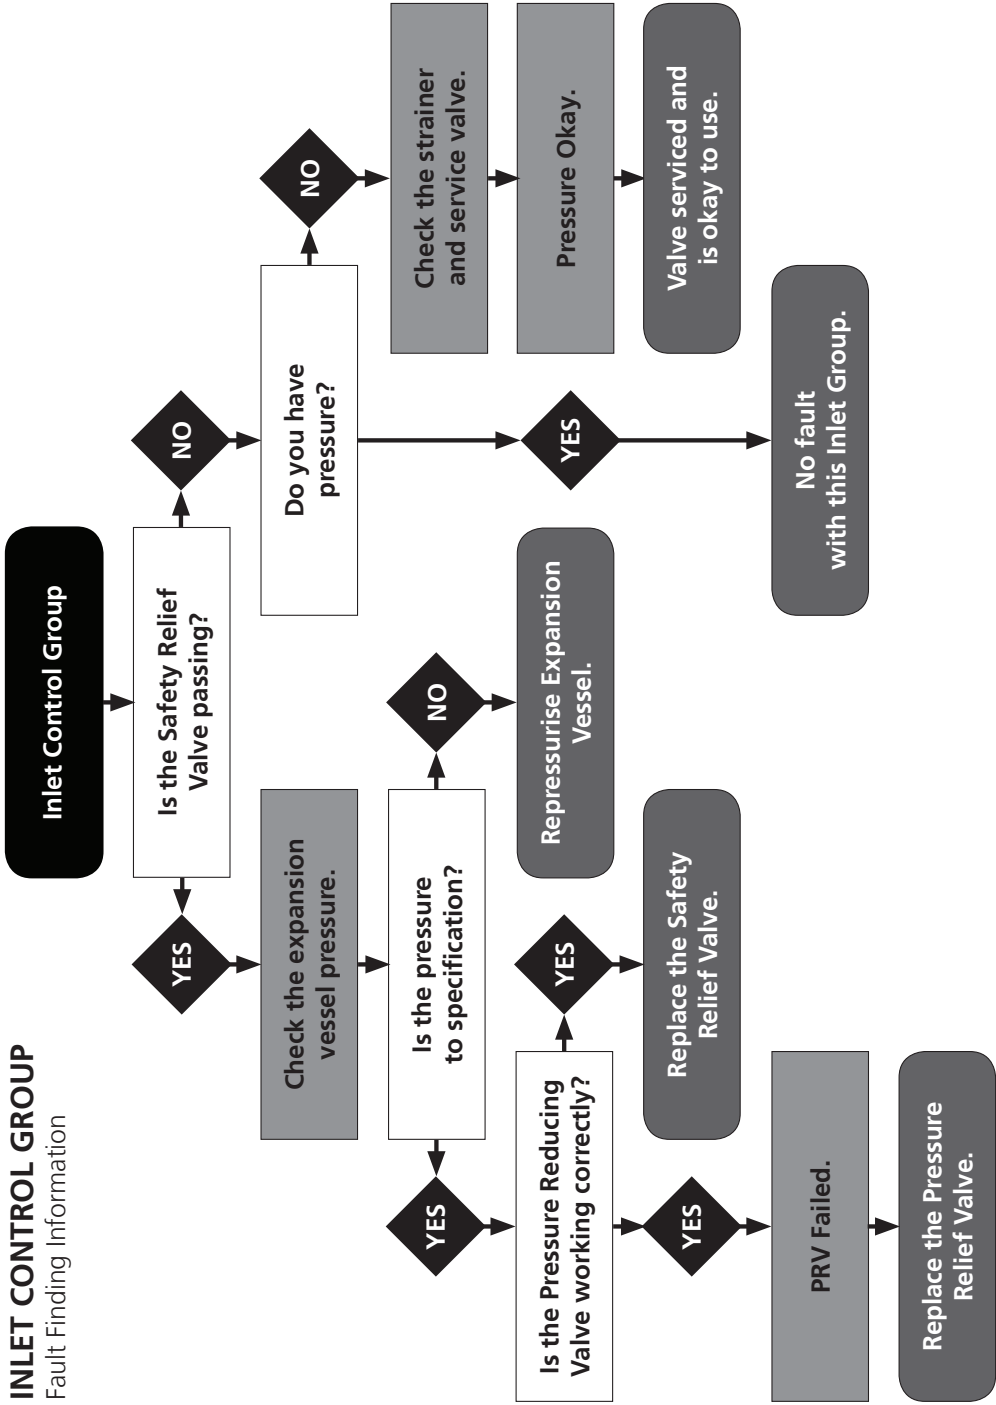 INLET CONTROL GROUP
Fault Finding Information
Inlet Control Group
Is the Safety Relief
Valve passing?
YES
NO
Check the expansion
vessel pressure.
Do you have
pressure?
NO
Is the pressure
to specification?
YES
NO
Check the strainer
and service valve.
Is the Pressure Reducing
Valve working correctly?
YES
Repressurise Expansion
Vessel.
YES
Pressure Okay.
YES
Replace the Safety
Relief Valve.
Valve serviced and
is okay to use.
PRV Failed.
No fault
with this Inlet Group.
Replace the Pressure
Relief Valve.